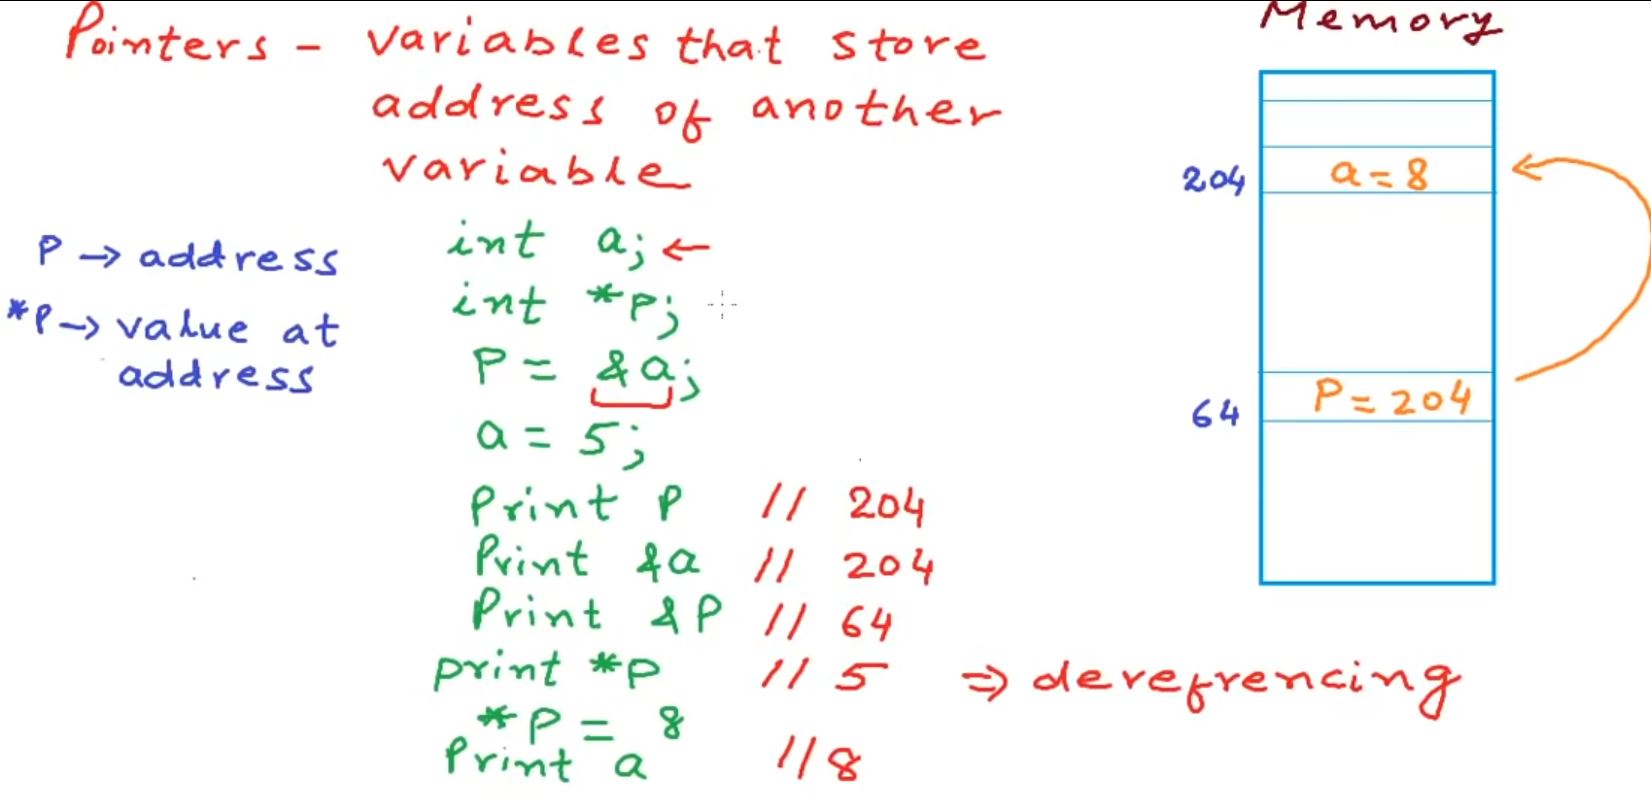 Pointers - variables that store
address of another
variable
Memory
204 a = 8
64 P = 204
P → address
*P → value at
address
int a; ←
int *P;
P = &a;
a = 5;
Print P // 204
Print &a // 204
Print &P // 64
print *p // 5 ⇒ derefrencing
*P = 8
Print a // 8